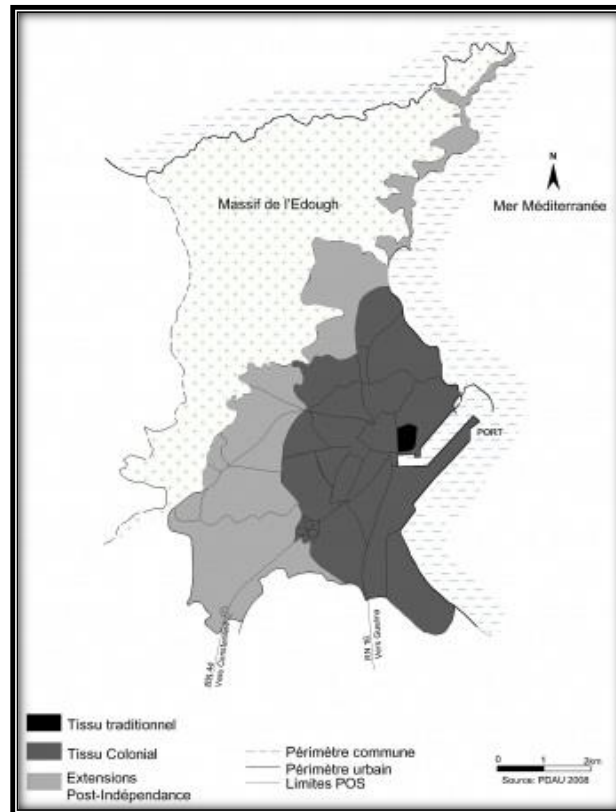 N
Massif de l'Edough
Mer Méditerranée
PORT
RN 44
Vers
RN 16
Vers Guelma
Tissu traditionnel
Tissu Colonial
Extensions
Post-Indépendance
Périmètre commune
Périmètre urbain
Limites POS
0 1 2km
Source: PDAU 2008